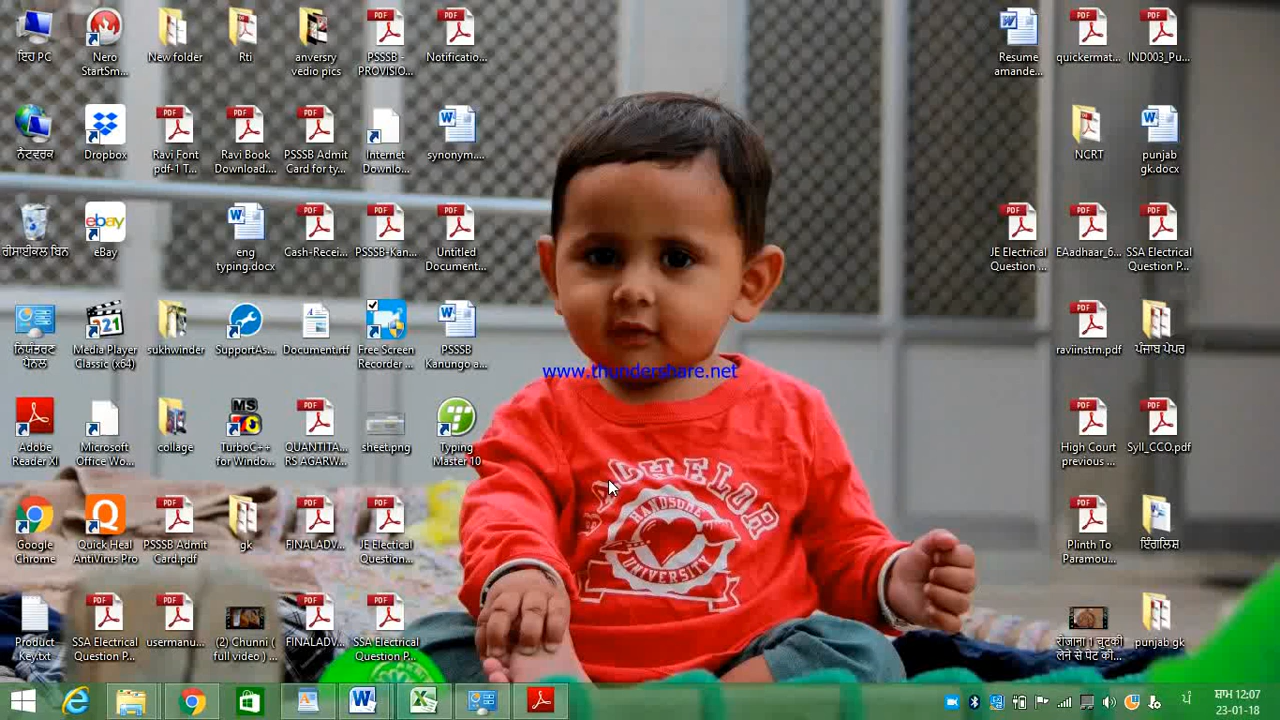 ਇਹ PC
Nero
StartSm...
New folder
Rti
anversry
vedio pics
PSSSB -
PROVISIO...
Notificatio...
Resume
amande...
quickermat...
IND003_Pu...
ਨੈਟਵਰਕ
Dropbox
Ravi Font
pdf-1 T...
Ravi Book
Download....
PSSSB Admit
Card for ty...
Internet
Downlo...
synonym....
NCRT
punjab
gk.docx
ਰੀਸਾਈਕਲ ਬਿਨ
ebay
eBay
eng
typing.docx
Cash-Recei...
PSSSB-Kan...
Untitled
Document...
JE Electrical
Question ...
EAadhaar_6...
SSA Electrical
Question P...
ਨਿਯੰਤਰਣ
ਪੈਨਲ
Media Player
Classic (x64)
sukhwinder
SupportAs...
Document.rtf
Free Screen
Recorder ...
PSSSB
Kanungo a...
raviinstrn.pdf
ਪੰਜਾਬ ਪੇਪਰ
www.thundershare.net
Adobe
Reader XI
Microsoft
Office Wo...
collage
TurboC++
for Windo...
QUANTITA...
RS AGARW...
sheet.png
Typing
Master 10
High Court
previous ...
Syll_CCO.pdf
BACHELOR
HANDSOME
UNIVERSITY
Google
Chrome
Quick Heal
AntiVirus Pro
PSSSB Admit
Card.pdf
gk
FINALADV...
JE Electical
Question...
Plinth To
Paramou...
ਇੰਗਲਿਸ਼
Product
Key.txt
SSA Electrical
Question P...
usermanu...
(2) Chunni (
full video ) ...
FINALADV...
SSA Electrical
Question P...
रोजाना 1 चुटकी
लेने से पेट की...
punjab gk
ਪੰ
ਸ਼ਾਮ 12:07
23-01-18